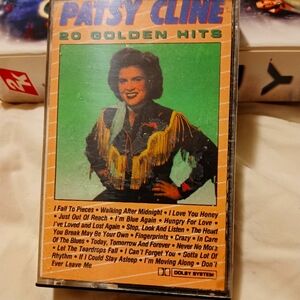 PATSY CLINE
20 GOLDEN HITS
I Fall To Pieces • Walking After Midnight • I Love You Honey
• Just Out Of Reach • I'm Blue Again • Hungry For Love •
I've Loved and Lost Again • Stop, Look And Listen • The Heart
You Break May Be Your Own • Fingerprints • Crazy • In Care
Of The Blues • Today, Tomorrow And Forever • Never No More
• Let The Teardrops Fall • I Can't Forget You • Gotta Lot Of
Rhythm • If I Could Stay Asleep • I'm Moving Along • Don't
Ever Leave Me
DOLBY SYSTEM